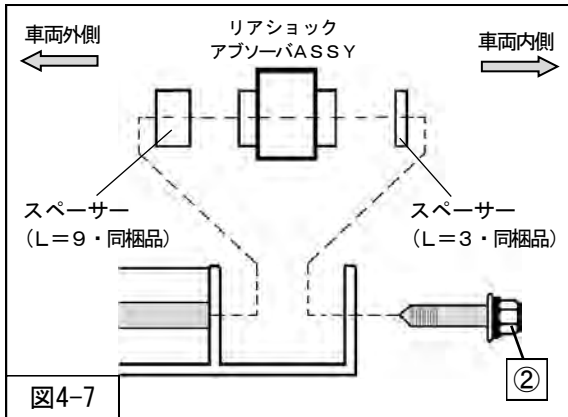 車両外側
リアショック
アブソーバASSY
車両内側
スペーサー
(L=9・同梱品)
スペーサー
(L=3・同梱品)
②
図4-7